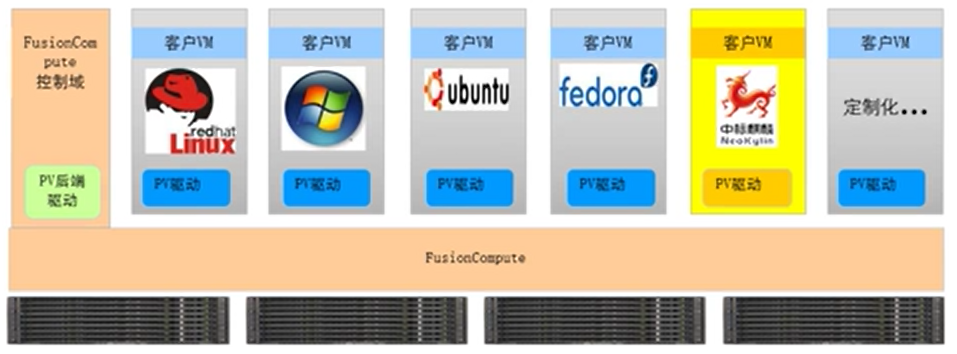 FusionCom
pute
控制域
PV后端
驱动
客户VM
redhat
Linux
PV驱动
客户VM
PV驱动
客户VM
ubuntu
PV驱动
客户VM
fedora
PV驱动
客户VM
中标麒麟
NeoKylin
PV驱动
客户VM
定制化...
PV驱动
FusionCompute